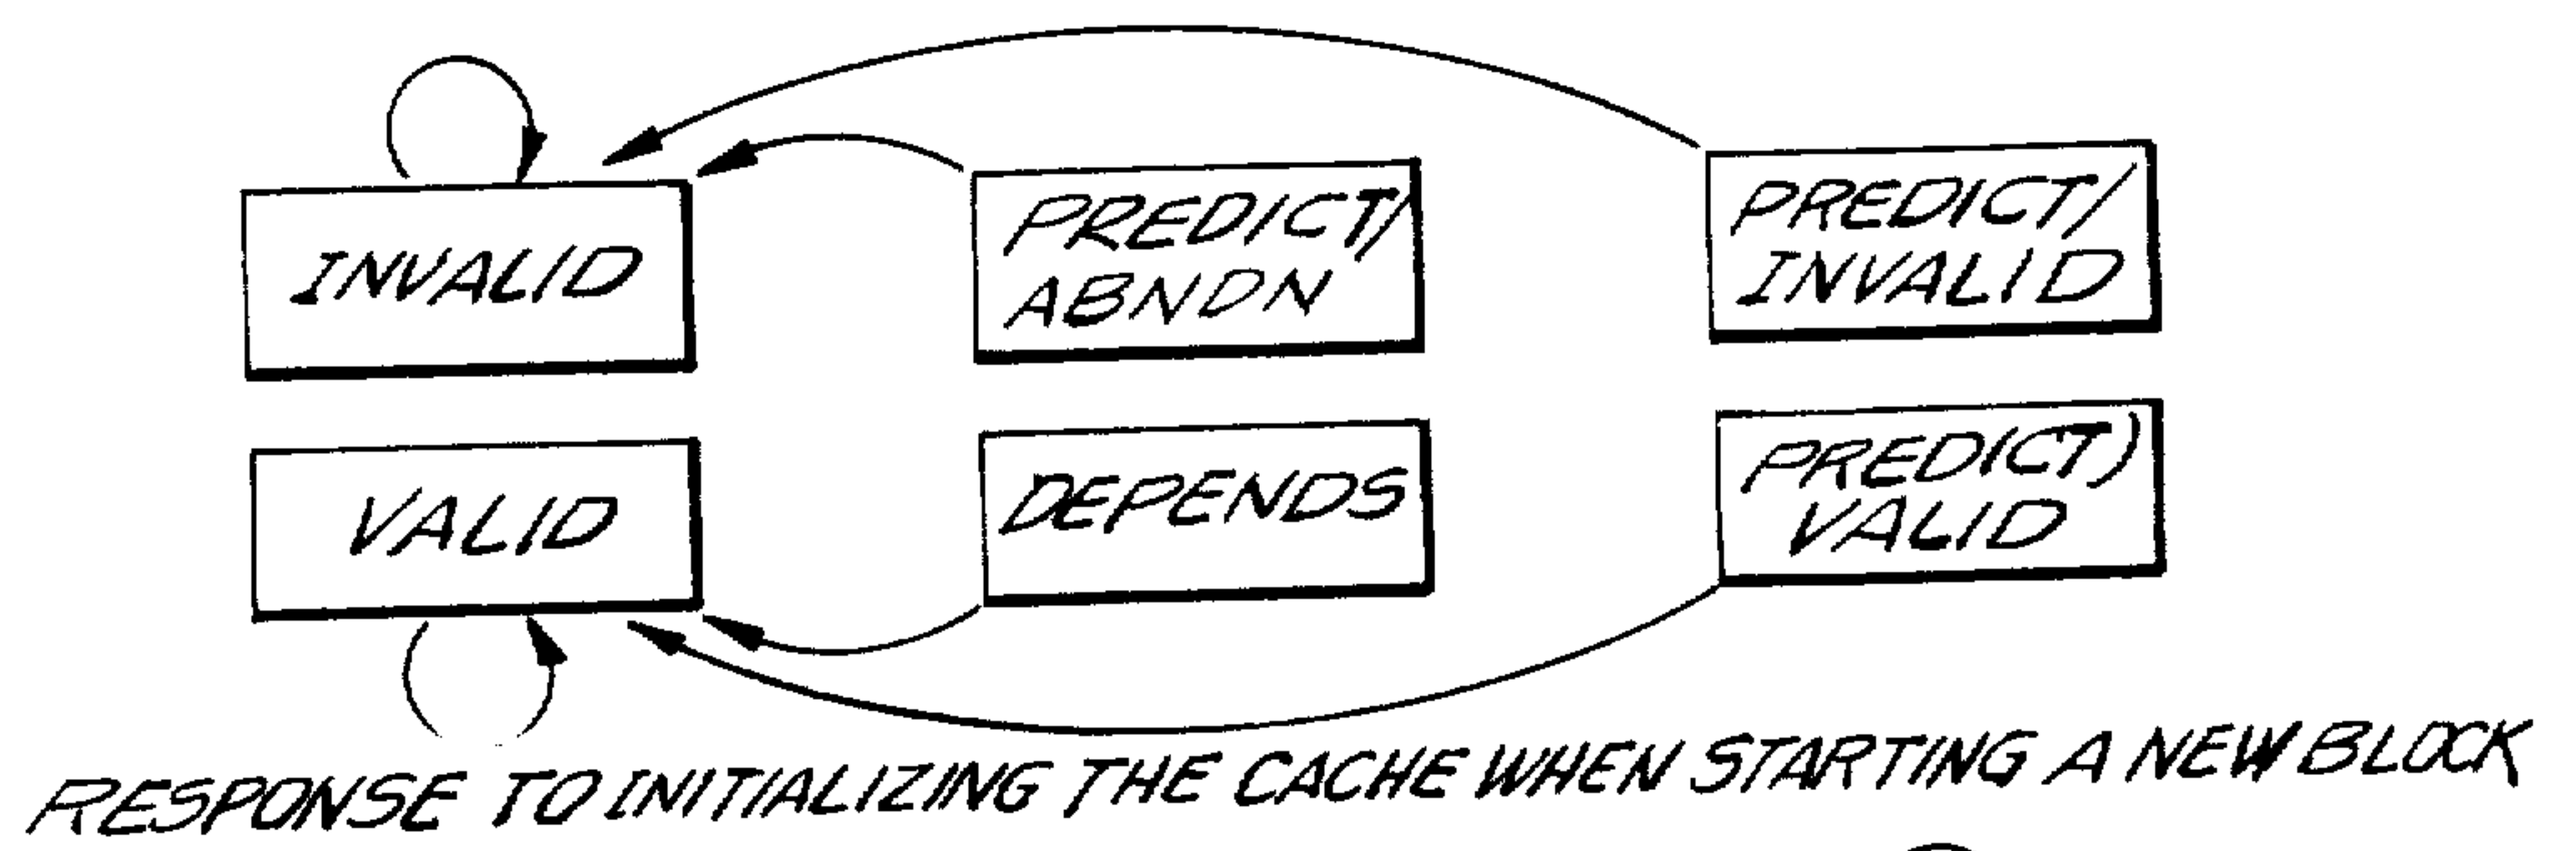 INVALID
PREDICT/
ABNDN
PREDICT/
INVALID
VALID
DEPENDS
PREDICT)
VALID
RESPONSE TO INITIALIZING THE CACHE WHEN STARTING A NEW BLOCK